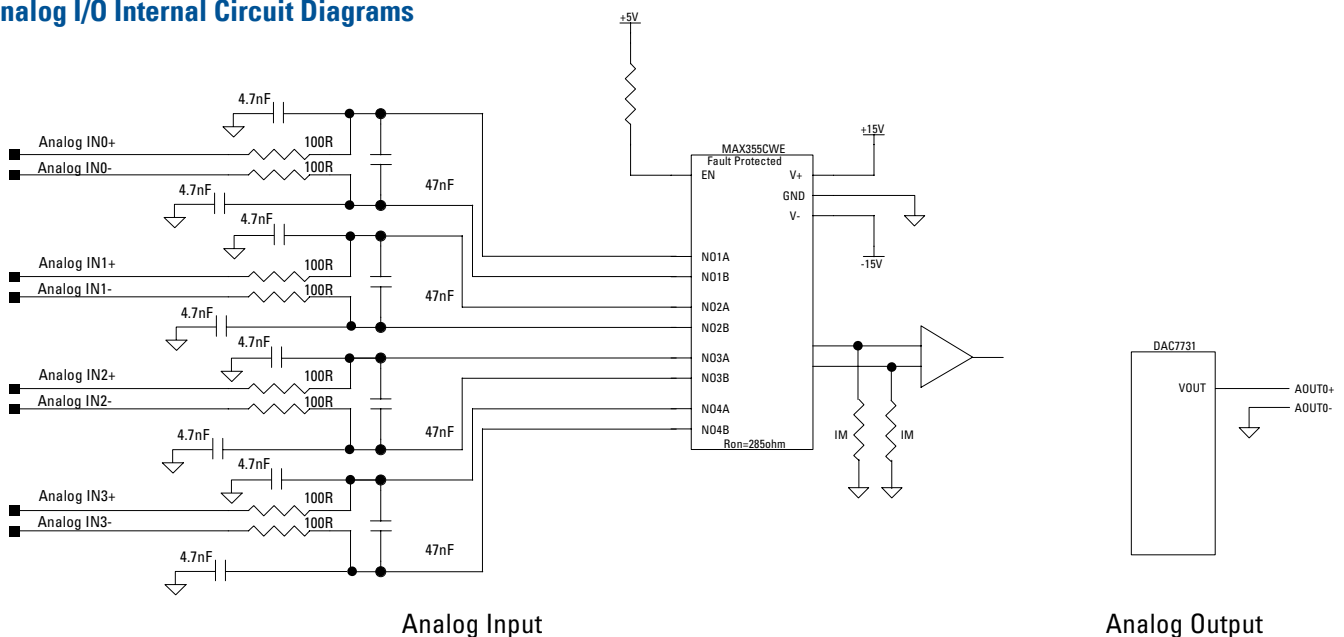 nalog I/O Internal Circuit Diagrams
+5V
4.7nF
Analog IN0+
100R
Analog IN0-
100R
4.7nF
47nF
4.7nF
Analog IN1+
100R
Analog IN1-
100R
47nF
4.7nF
4.7nF
Analog IN2+
100R
Analog IN2-
100R
4.7nF
47nF
4.7nF
Analog IN3+
100R
Analog IN3-
100R
47nF
4.7nF
MAX355CWE
Fault Protected
EN
V+
GND
V-
+15V
-15V
NO1A
NO1B
NO2A
NO2B
NO3A
NO3B
NO4A
NO4B
Ron=285ohm
IM
IM
DAC7731
VOUT
AOUT0+
AOUT0-
Analog Input
Analog Output